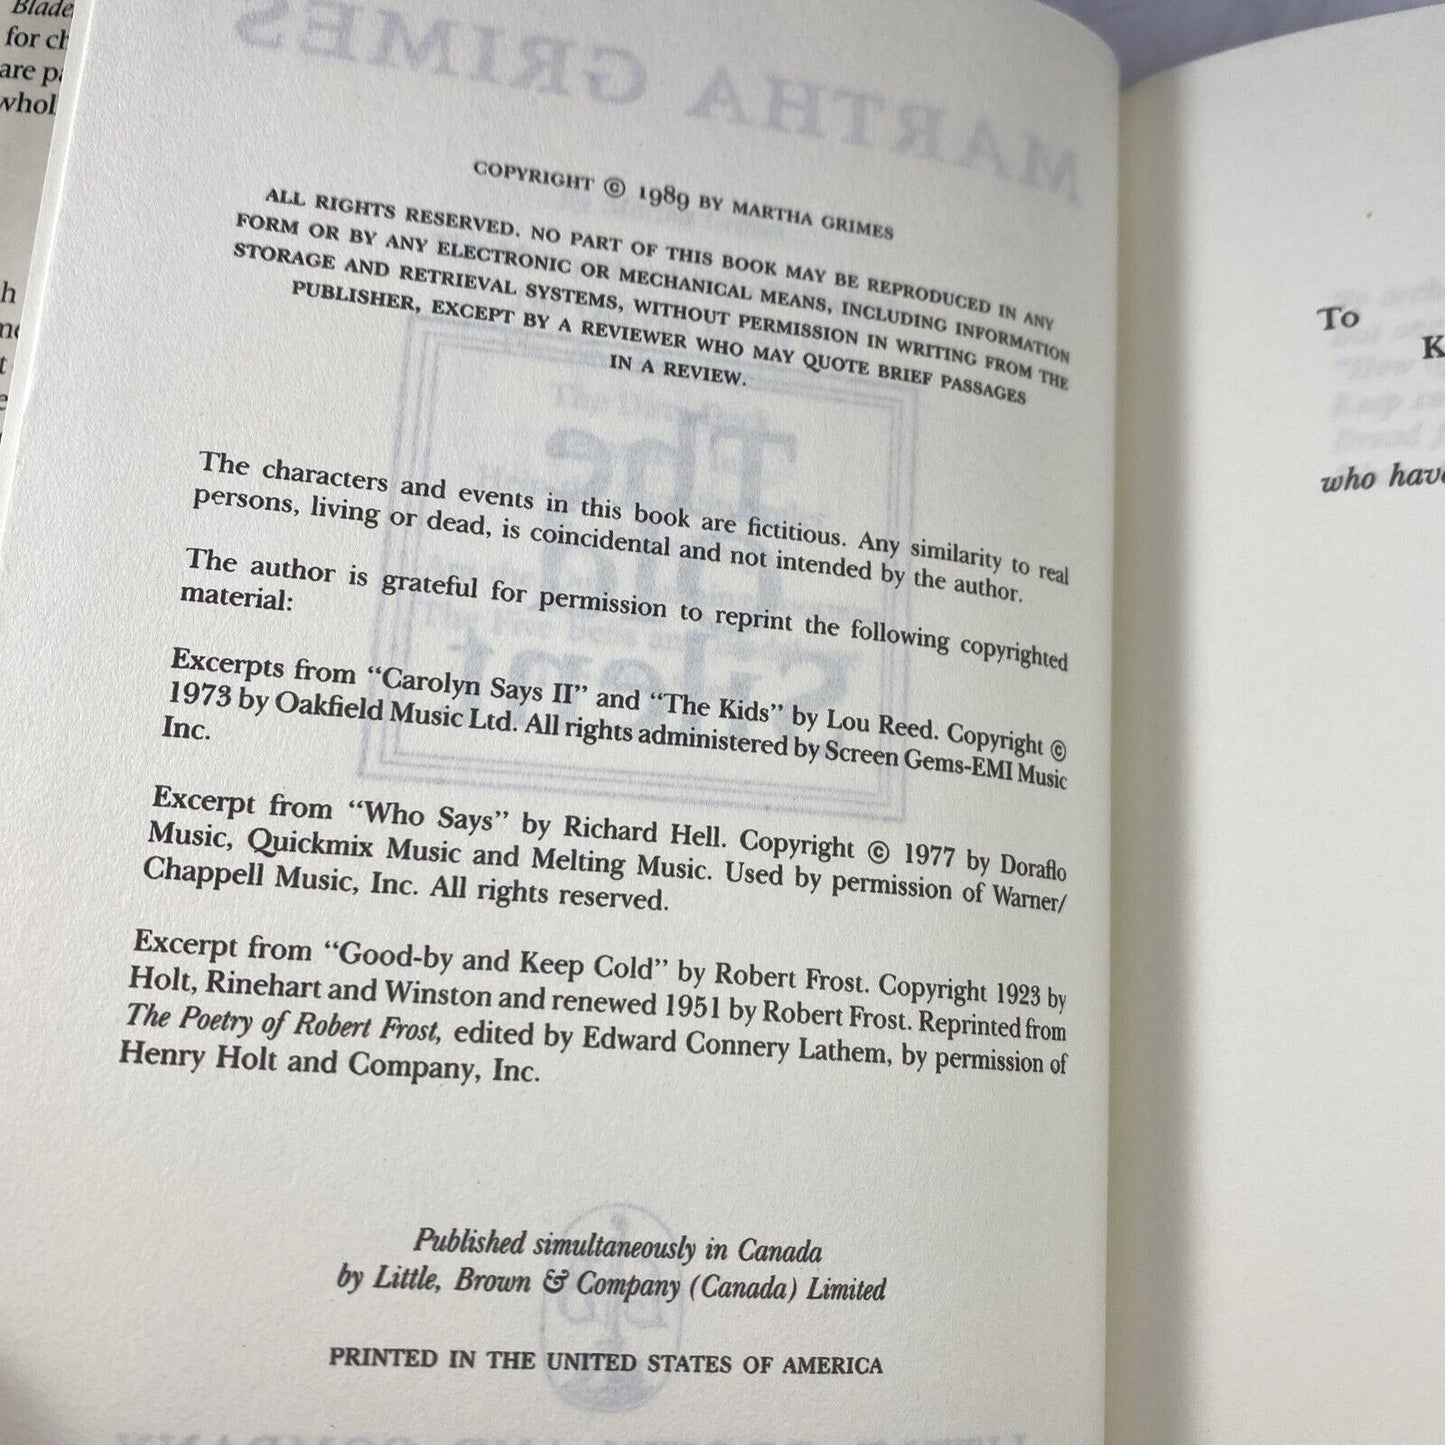 Blade
for ch
are pa
whol
h
t
MARTHA GRIMES
COPYRIGHT © 1989 BY MARTHA GRIMES
ALL RIGHTS RESERVED. NO PART OF THIS BOOK MAY BE REPRODUCED IN ANY
FORM OR BY ANY ELECTRONIC OR MECHANICAL MEANS, INCLUDING INFORMATION
STORAGE AND RETRIEVAL SYSTEMS, WITHOUT PERMISSION IN WRITING FROM THE
PUBLISHER, EXCEPT BY A REVIEWER WHO MAY QUOTE BRIEF PASSAGES
IN A REVIEW.
The characters and events in this book are fictitious. Any similarity to real
persons, living or dead, is coincidental and not intended by the author.
The author is grateful for permission to reprint the following copyrighted
material:
Excerpts from “Carolyn Says II” and “The Kids” by Lou Reed. Copyright ©
1973 by Oakfield Music Ltd. All rights administered by Screen Gems-EMI Music
Inc.
Excerpt from “Who Says” by Richard Hell. Copyright © 1977 by Doraflo
Music, Quickmix Music and Melting Music. Used by permission of Warner/
Chappell Music, Inc. All rights reserved.
Excerpt from “Good-by and Keep Cold” by Robert Frost. Copyright 1923 by
Holt, Rinehart and Winston and renewed 1951 by Robert Frost. Reprinted from
The Poetry of Robert Frost, edited by Edward Connery Lathem, by permission of
Henry Holt and Company, Inc.
Published simultaneously in Canada
by Little, Brown & Company (Canada) Limited
PRINTED IN THE UNITED STATES OF AMERICA
To
K
who have